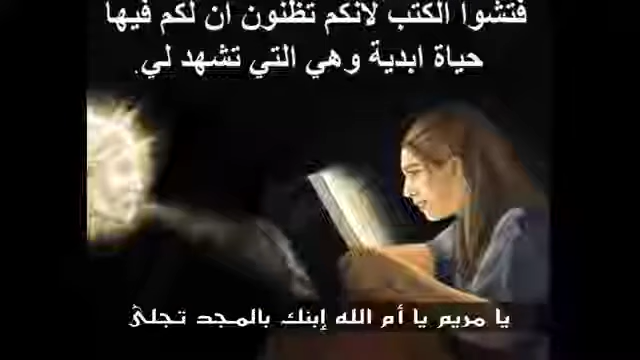 فتشوا الكتب لأنكم تظنون ان لكم فيها
حياة ابدية وهي التي تشهد لي.
يا مريم يا أم الله إبنك بالمجد تجلىْ